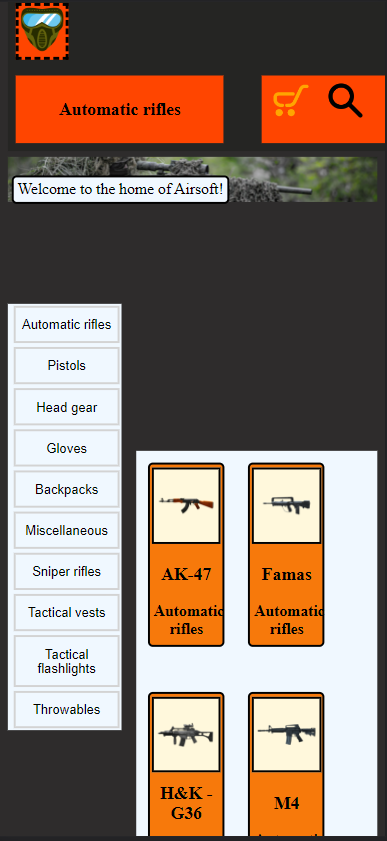 Automatic rifles
Welcome to the home of Airsoft!
Automatic rifles
Pistols
Head gear
Gloves
Backpacks
Miscellaneous
Sniper rifles
Tactical vests
Tactical
flashlights
Throwables
AK-47
Automatic
rifles
Famas
Automatic
rifles
H&K -
G36
M4